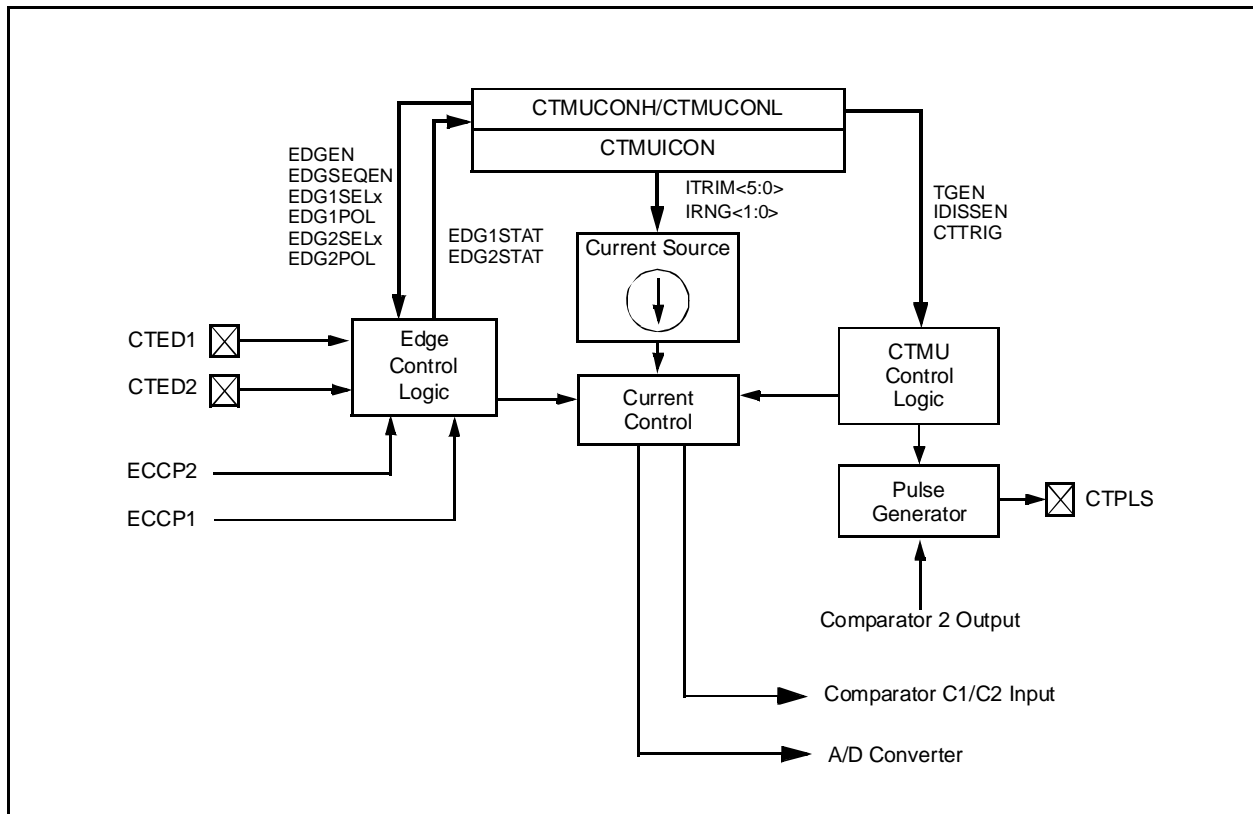 CTMUCONH/CTMUCONL
CTMUICON
EDGEN
EDGSEQEN
EDG1SELx
EDG1POL
EDG2SELx
EDG2POL
EDG1STAT
EDG2STAT
ITRIM<5:0>
IRNG<1:0>
TGEN
IDISSEN
CTTRIG
Current Source
CTED1
CTED2
Edge
Control
Logic
Current
Control
CTMU
Control
Logic
ECCP2
ECCP1
Pulse
Generator
CTPLS
Comparator 2 Output
Comparator C1/C2 Input
A/D Converter